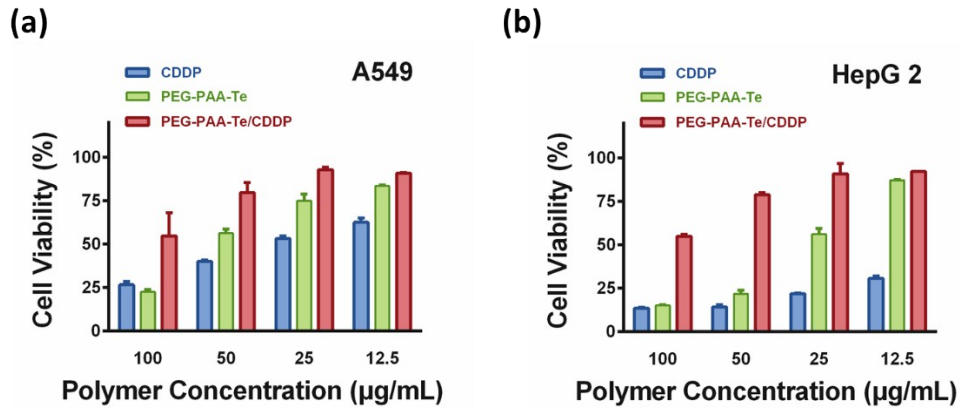 (a)
A549
CDDP
PEG-PAA-Te
PEG-PAA-Te/CDDP
Cell Viability (%)
100
75
50
25
0
100 50 25 12.5
Polymer Concentration (μg/mL)
(b)
HepG 2
CDDP
PEG-PAA-Te
PEG-PAA-Te/CDDP
Cell Viability (%)
100
75
50
25
0
100 50 25 12.5
Polymer Concentration (μg/mL)